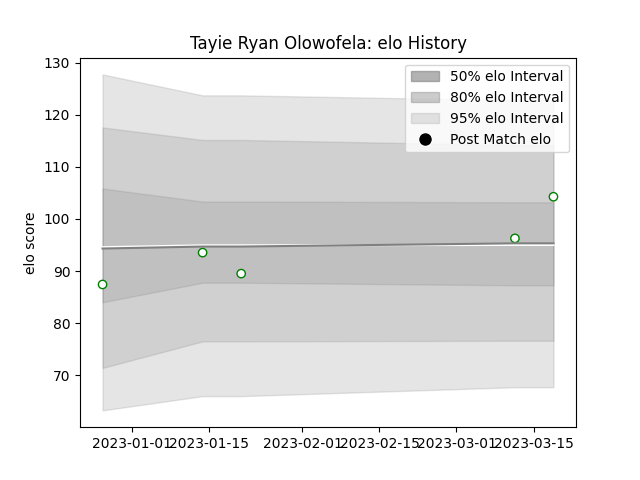 Tayie Ryan Olowofela: elo History
130
120
110
100
90
80
70
elo score
50% elo Interval
80% elo Interval
95% elo Interval
Post Match elo
2023-01-01
2023-01-15
2023-02-01
2023-02-15
2023-03-01
2023-03-15